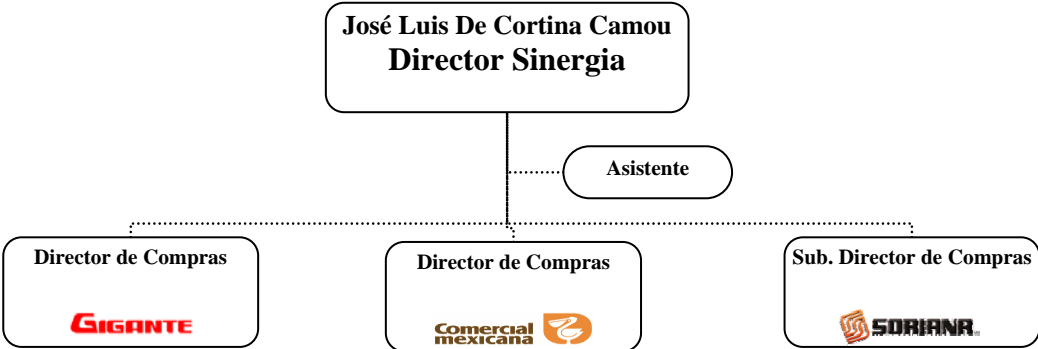 José Luis De Cortina Camou
Director Sinergia
Asistente
Director de Compras
GIGANTE
Director de Compras
Comercial
mexicana
Sub. Director de Compras
SORIANA